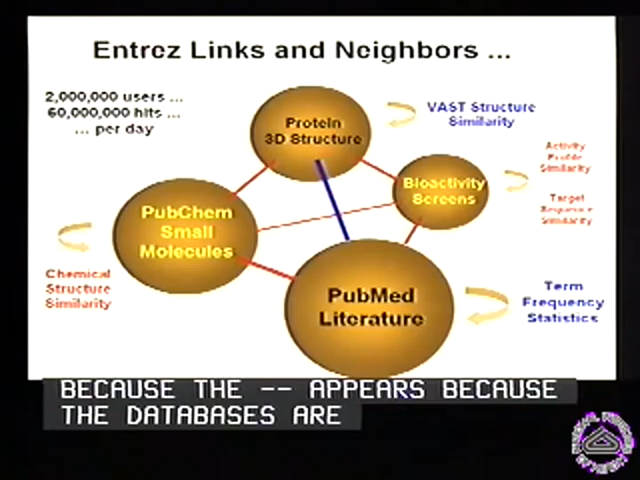 Entrez Links and Neighbors ...
2,000,000 users ...
60,000,000 hits ...
... per day
Protein
3D Structure
VAST Structure
Similarity
Activity
Profile
Similarity
Bioactivity
Screens
Target
Sequence
Similarity
PubChem
Small
Molecules
Chemical
Structure
Similarity
PubMed
Literature
Term
Frequency
Statistics
BECAUSE THE -- APPEARS BECAUSE
THE DATABASES ARE